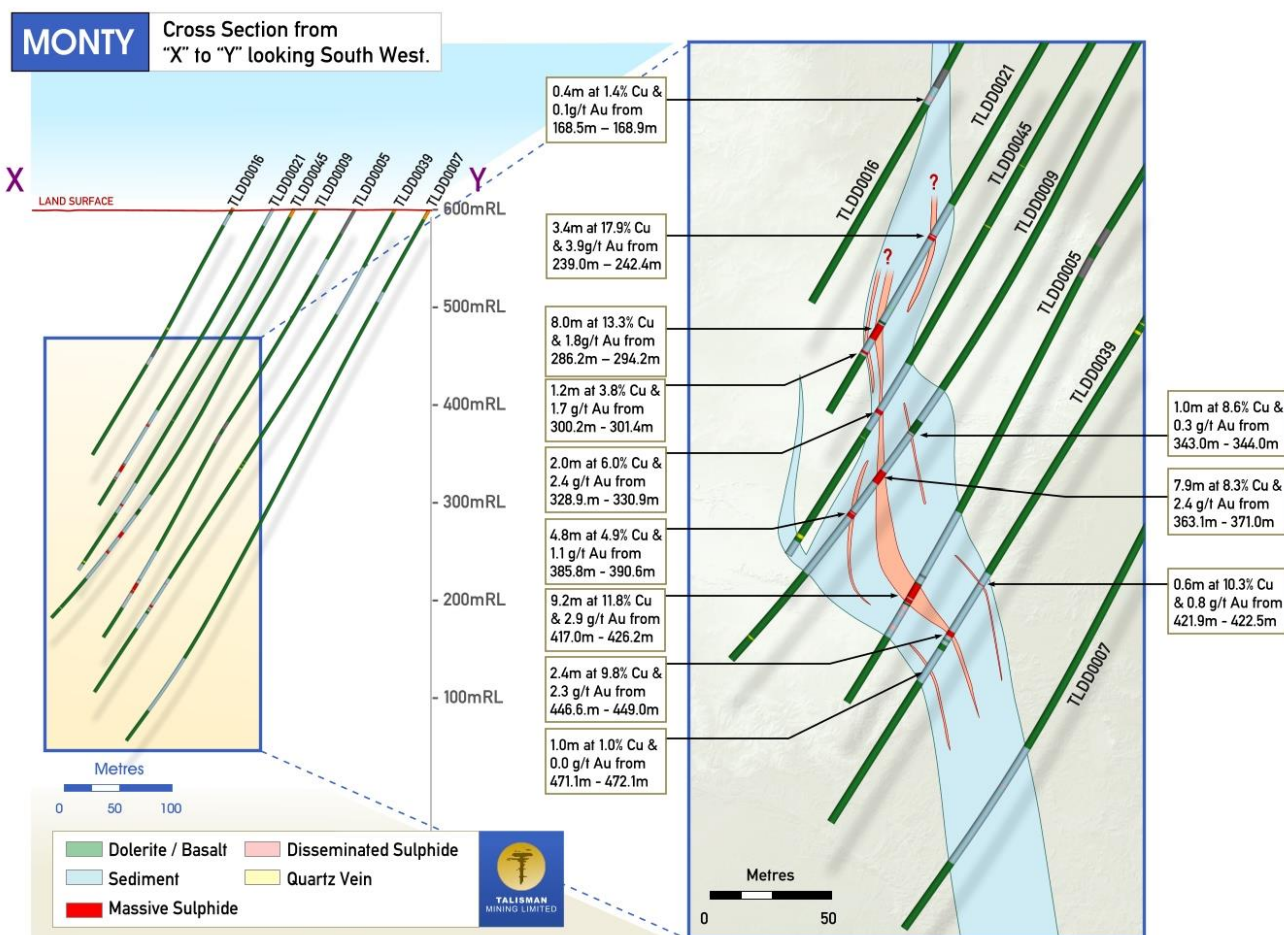 MONTY
Cross Section from
“X” to “Y” looking South West.
X
Y
LAND SURFACE
TLDD0016
TLDD0021
TLDD0045
TLDD0009
TLDD0005
TLDD0039
TLDD0007
600mRL
- 500mRL
- 400mRL
- 300mRL
- 200mRL
- 100mRL
Metres
0 50 100
Dolerite / Basalt
Disseminated Sulphide
Sediment
Quartz Vein
Massive Sulphide
TALISMAN
MINING LIMITED
0.4m at 1.4% Cu &
0.1g/t Au from
168.5m – 168.9m
3.4m at 17.9% Cu
& 3.9g/t Au from
239.0m – 242.4m
8.0m at 13.3% Cu
& 1.8g/t Au from
286.2m – 294.2m
1.2m at 3.8% Cu &
1.7 g/t Au from
300.2m - 301.4m
2.0m at 6.0% Cu &
2.4 g/t Au from
328.9m - 330.9m
4.8m at 4.9% Cu &
1.1 g/t Au from
385.8m - 390.6m
9.2m at 11.8% Cu
& 2.9 g/t Au from
417.0m - 426.2m
2.4m at 9.8% Cu &
2.3 g/t Au from
446.6.m - 449.0m
1.0m at 1.0% Cu &
0.0 g/t Au from
471.1m - 472.1m
TLDD0016
TLDD0021
TLDD0045
TLDD0009
TLDD0005
TLDD0039
TLDD0007
?
?
1.0m at 8.6% Cu &
0.3 g/t Au from
343.0m - 344.0m
7.9m at 8.3% Cu &
2.4 g/t Au from
363.1m - 371.0m
0.6m at 10.3% Cu
& 0.8 g/t Au from
421.9m - 422.5m
Metres
0 50